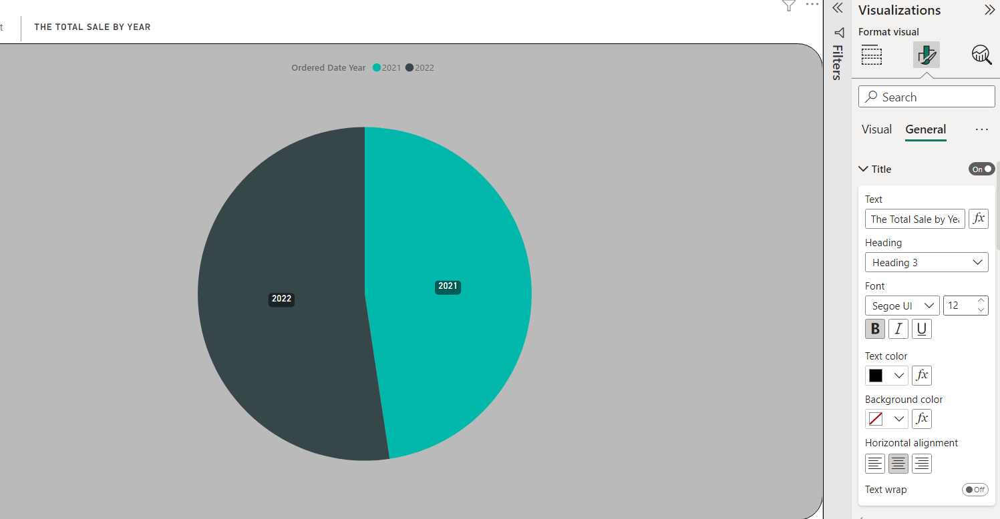 t
THE TOTAL SALE BY YEAR
Ordered Date Year 2021 2022
2021
2022
Filters
Visualizations
Format visual
Search
Visual General
Title On
Text
The Total Sale by Yea
fx
Heading
Heading 3
Font
Segoe UI 12
B I U
Text color
fx
Background color
fx
Horizontal alignment
Text wrap Off